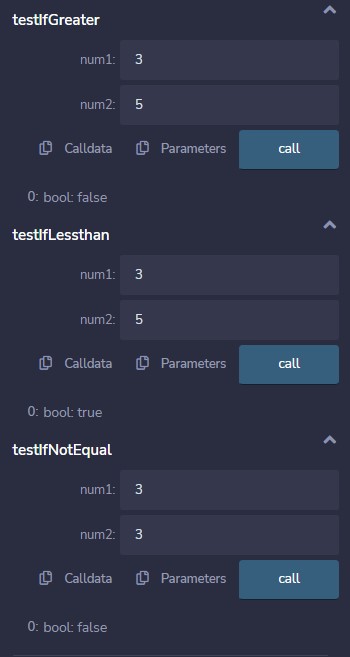 testIfGreater
num1: 3
num2: 5
Calldata Parameters call
0: bool: false
testIfLessthan
num1: 3
num2: 5
Calldata Parameters call
0: bool: true
testIfNotEqual
num1: 3
num2: 3
Calldata Parameters call
0: bool: false